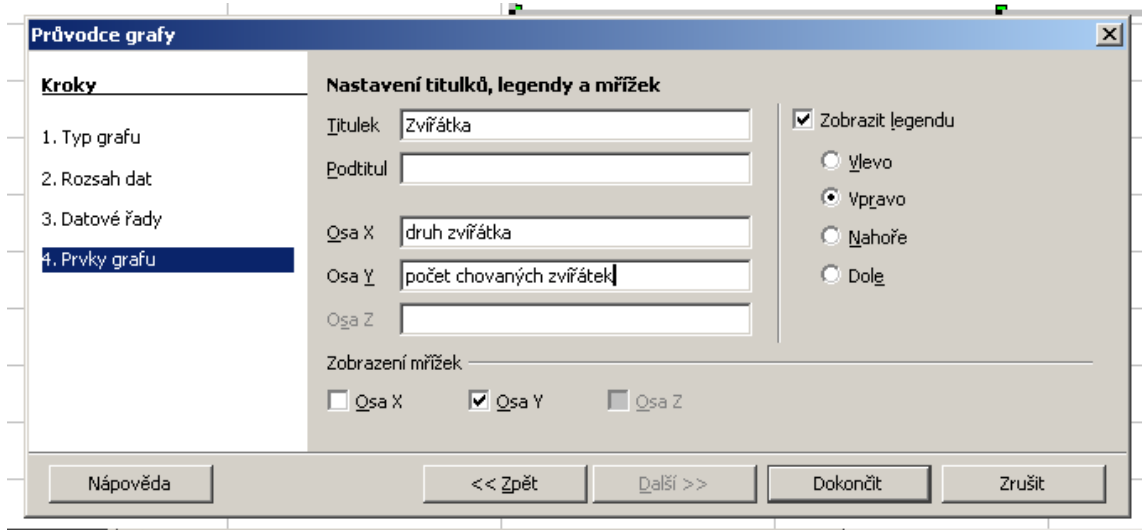 Průvodce grafy
Kroky
1. Typ grafu
2. Rozsah dat
3. Datové řady
4. Prvky grafu
Nastavení titulků, legendy a mřížek
Titulek Zvířátka
Podtitul
Osa X druh zvířátka
Osa Y počet chovaných zvířátek
Osa Z
Zobrazit legendu
Vlevo
Vpravo
Nahoře
Dole
Zobrazení mřížek
Osa X Osa Y Osa Z
Nápověda << Zpět Další >> Dokončit Zrušit